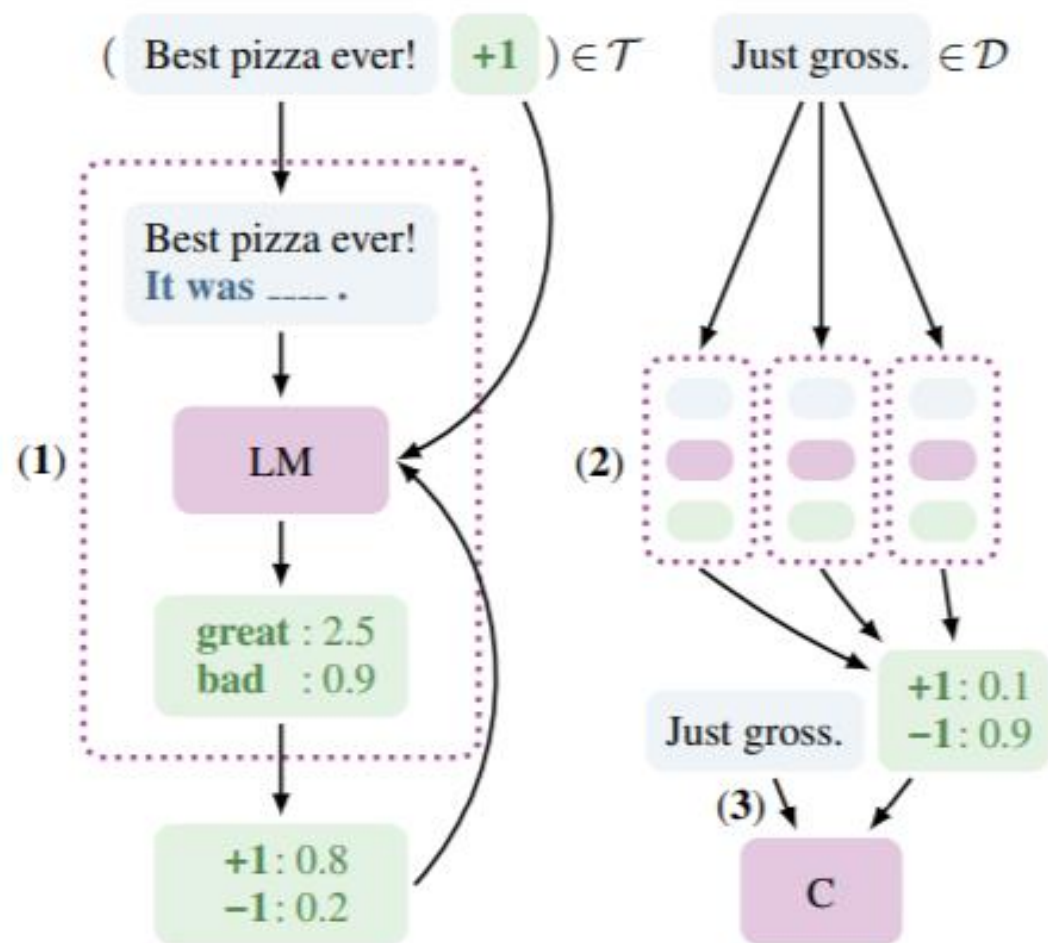 ( Best pizza ever! +1 ) ∈ 𝒯
Best pizza ever!
It was ____ .
(1)
LM
great : 2.5
bad : 0.9
+1 : 0.8
−1 : 0.2
Just gross. ∈ 𝒟
(2)
+1 : 0.1
−1 : 0.9
Just gross.
(3)
C